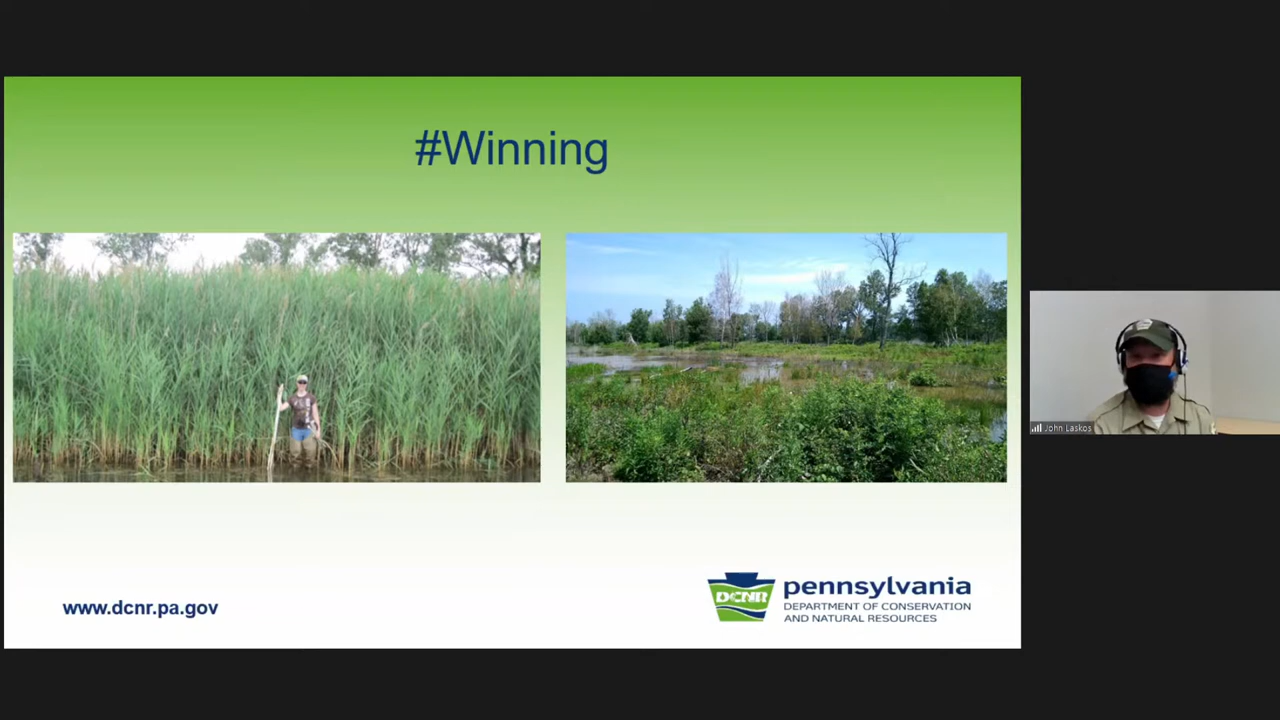 #Winning
John Laskos
www.dcnr.pa.gov
DCNR
pennsylvania
DEPARTMENT OF CONSERVATION
AND NATURAL RESOURCES